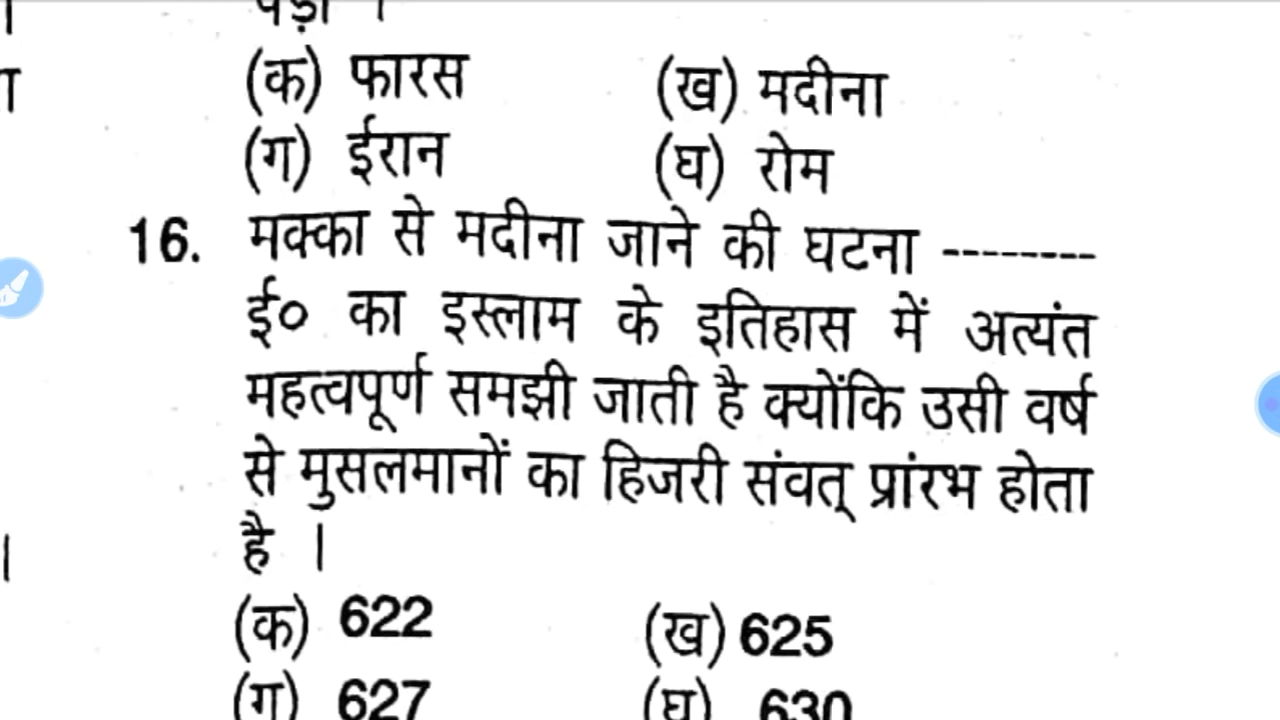 (क) फारस (ख) मदीना
(ग) ईरान (घ) रोम
16. मक्का से मदीना जाने की घटना --------
ई० का इस्लाम के इतिहास में अत्यंत
महत्वपूर्ण समझी जाती है क्योंकि उसी वर्ष
से मुसलमानों का हिजरी संवत् प्रांरभ होता
है ।
(क) 622 (ख) 625
(ग) 627 (घ) 630